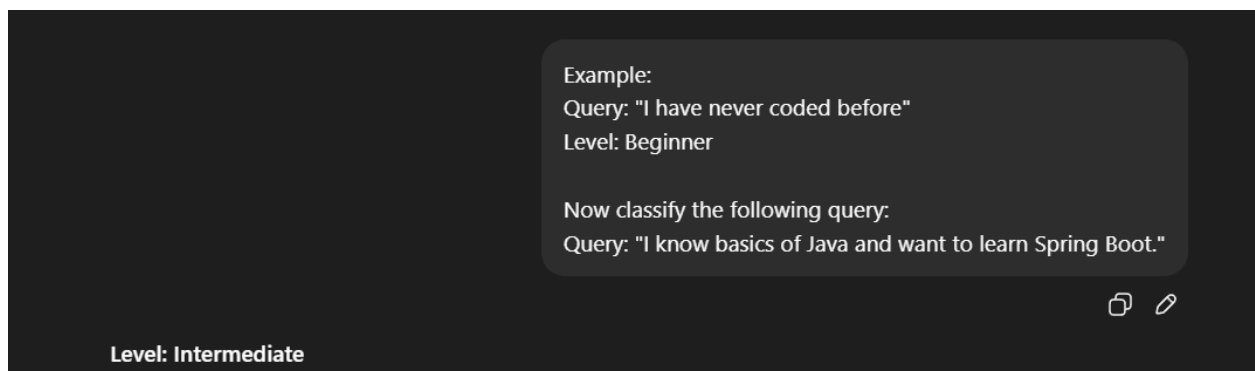 Example:
Query: "I have never coded before"
Level: Beginner
Now classify the following query:
Query: "I know basics of Java and want to learn Spring Boot."
Level: Intermediate